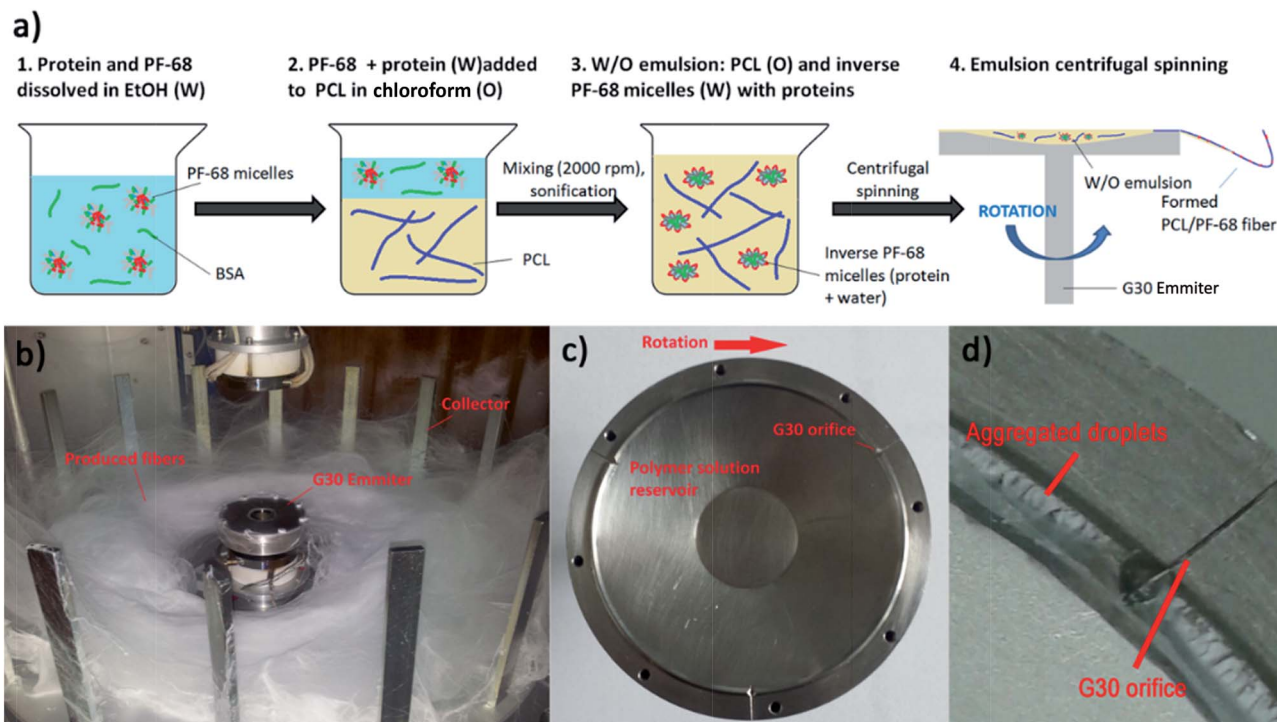 a)
1. Protein and PF-68
dissolved in EtOH (W)
2. PF-68 + protein (W)added
to PCL in chloroform (O)
3. W/O emulsion: PCL (O) and inverse
PF-68 micelles (W) with proteins
4. Emulsion centrifugal spinning
PF-68 micelles
BSA
PCL
Mixing (2000 rpm),
sonification
Inverse PF-68
micelles (protein
+ water)
Centrifugal
spinning
W/O emulsion
Formed
PCL/PF-68 fiber
ROTATION
G30 Emmiter
b)
Collector
Produced fibers
G30 Emmiter
c)
Rotation
G30 orifice
Polymer solution
reservoir
d)
Aggregated droplets
G30 orifice